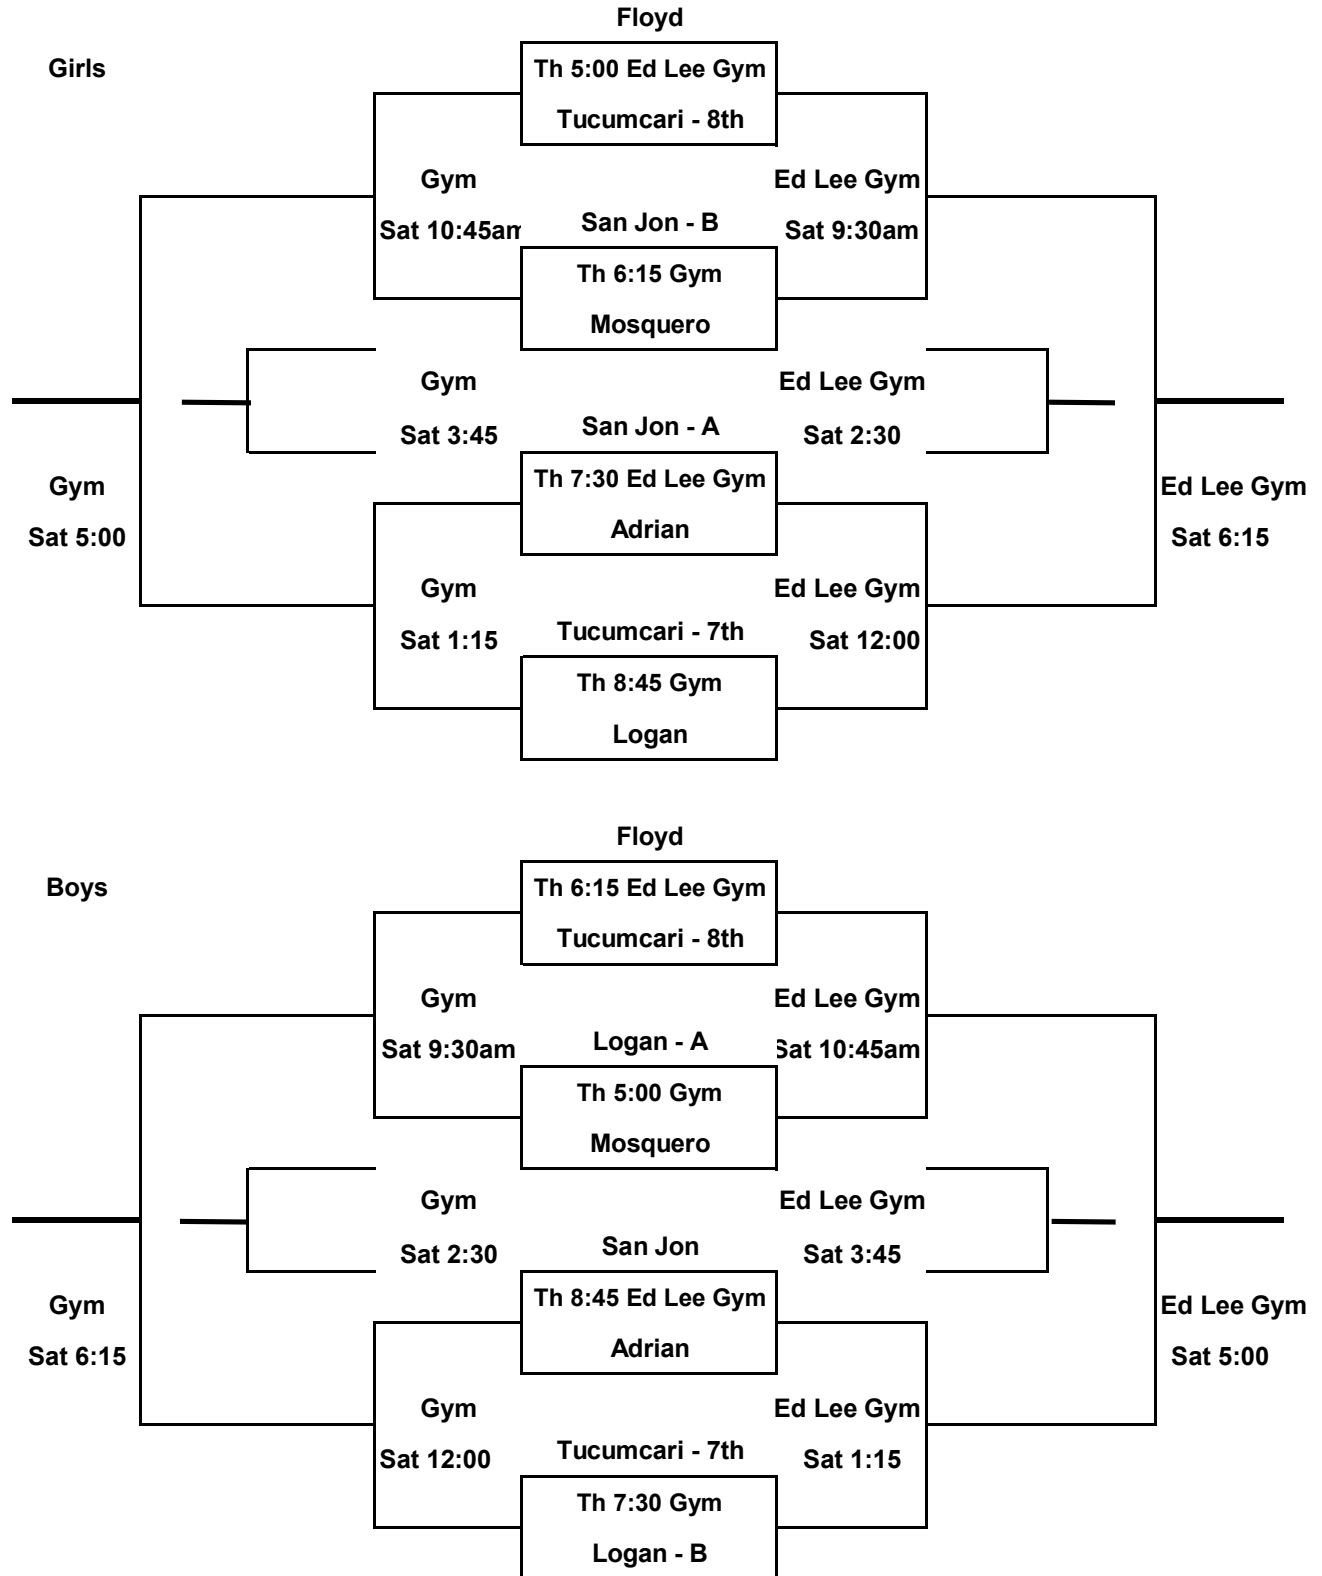 Floyd
Girls
Th 5:00 Ed Lee Gym
Tucumcari - 8th
Gym
Ed Lee Gym
Sat 10:45am
San Jon - B
Sat 9:30am
Th 6:15 Gym
Mosquero
Gym
Ed Lee Gym
Sat 3:45
San Jon - A
Sat 2:30
Th 7:30 Ed Lee Gym
Gym
Ed Lee Gym
Adrian
Sat 5:00
Sat 6:15
Gym
Ed Lee Gym
Sat 1:15
Tucumcari - 7th
Sat 12:00
Th 8:45 Gym
Logan
Floyd
Boys
Th 6:15 Ed Lee Gym
Tucumcari - 8th
Gym
Ed Lee Gym
Sat 9:30am
Logan - A
Sat 10:45am
Th 5:00 Gym
Mosquero
Gym
Ed Lee Gym
Sat 2:30
San Jon
Sat 3:45
Th 8:45 Ed Lee Gym
Gym
Ed Lee Gym
Adrian
Sat 6:15
Sat 5:00
Gym
Ed Lee Gym
Sat 12:00
Tucumcari - 7th
Sat 1:15
Th 7:30 Gym
Logan - B